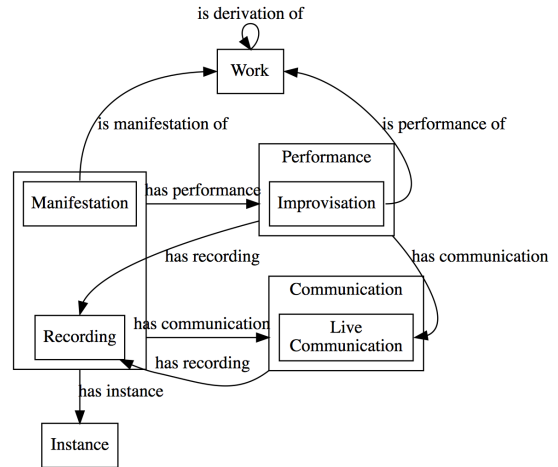 is derivation of
Work
is manifestation of
is performance of
Performance
Manifestation
has performance
Improvisation
has recording
has communication
Communication
Recording
has communication
Live
Communication
has recording
has instance
Instance